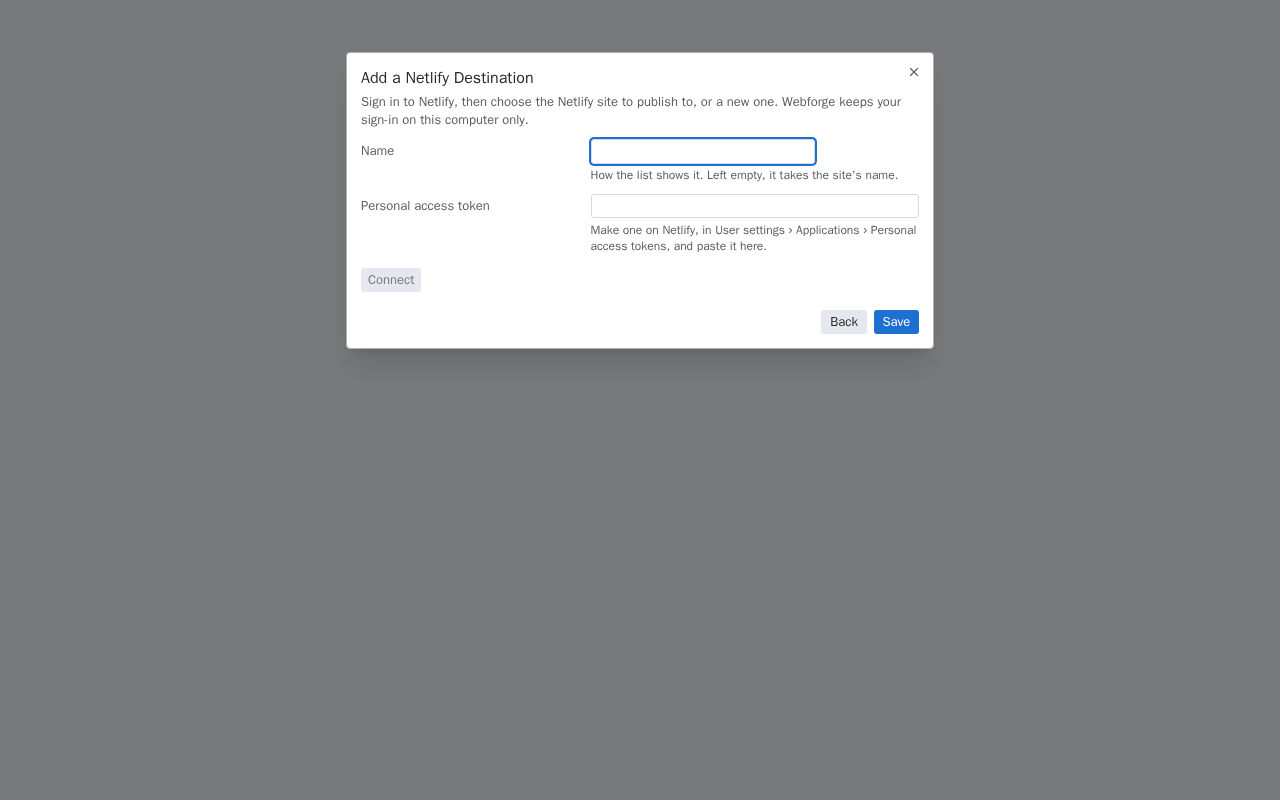 Add a Netlify Destination
Sign in to Netlify, then choose the Netlify site to publish to, or a new one. Webforge keeps your
sign-in on this computer only.
Name
How the list shows it. Left empty, it takes the site's name.
Personal access token
Make one on Netlify, in User settings › Applications › Personal
access tokens, and paste it here.
Connect
Back
Save